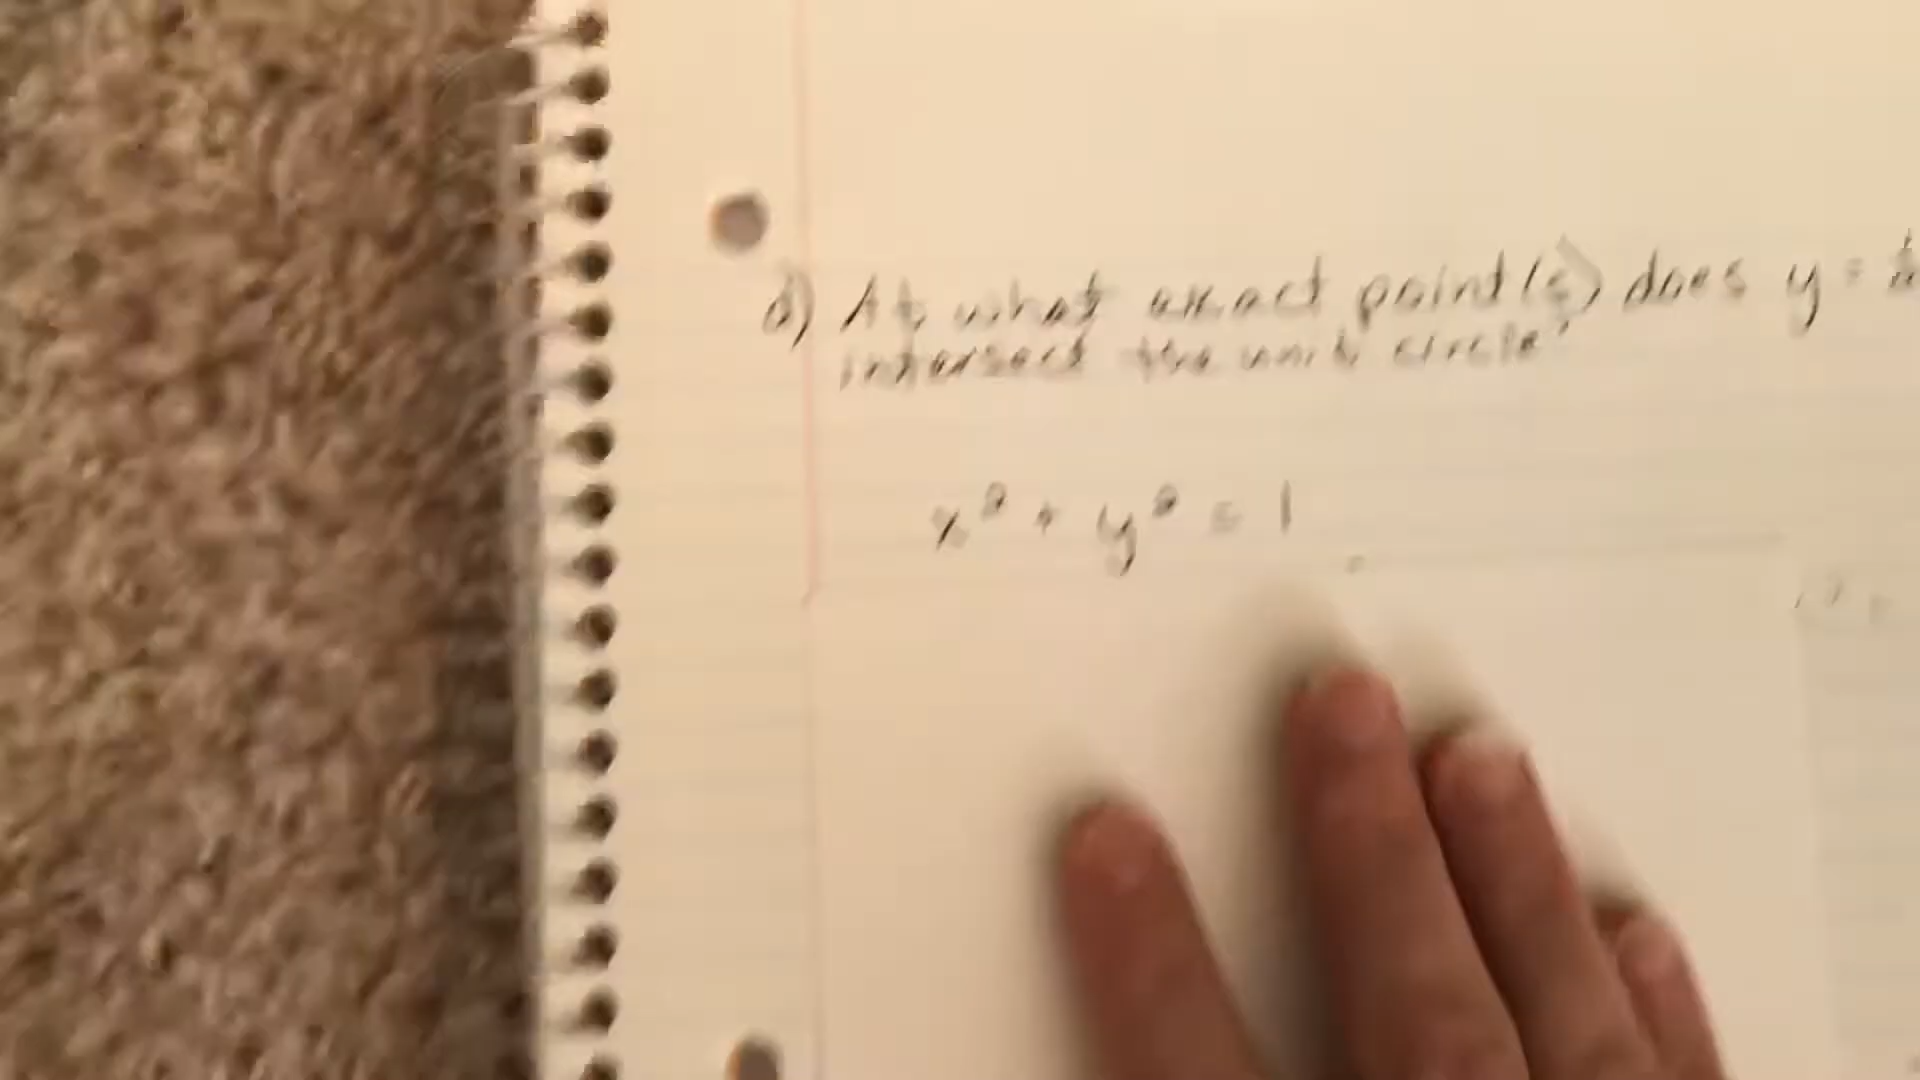 d) At what exact point(s) does y =
intersect the unit circle?
x² + y² = 1